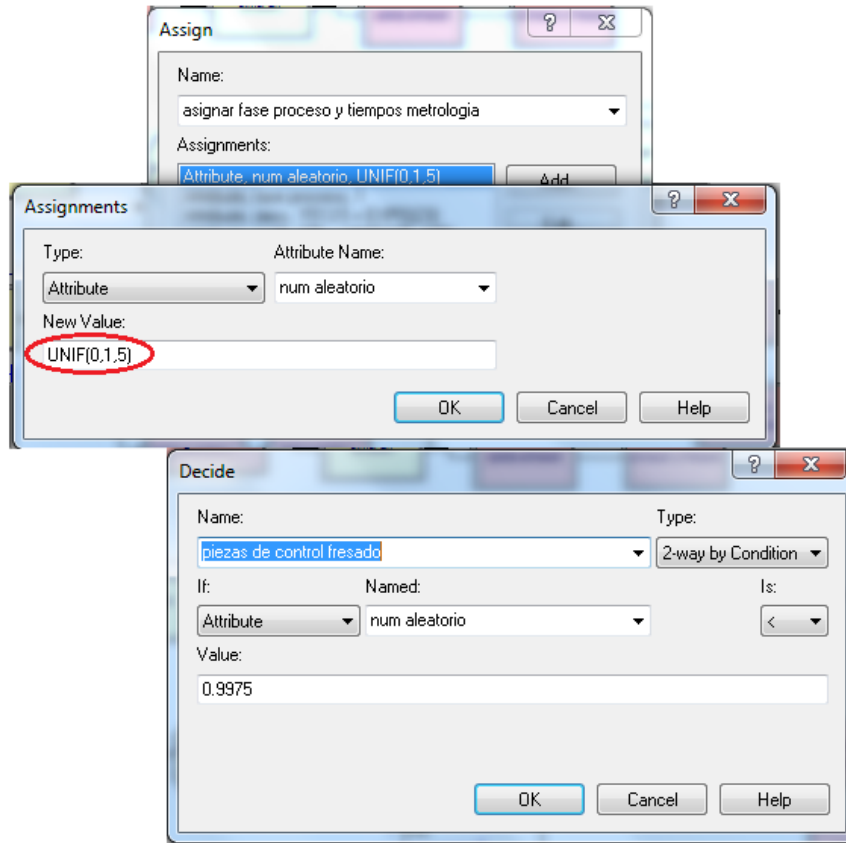 Assign
Name:
asignar fase proceso y tiempos metrologia
Assignments:
Attribute, num aleatorio, UNIF(0,1,5)
Add...
Assignments
Type:
Attribute Name:
Attribute
num aleatorio
New Value:
UNIF(0,1,5)
OK
Cancel
Help
Decide
Name:
Type:
piezas de control fresado
2-way by Condition
If:
Named:
Is:
Attribute
num aleatorio
<
Value:
0.9975
OK
Cancel
Help